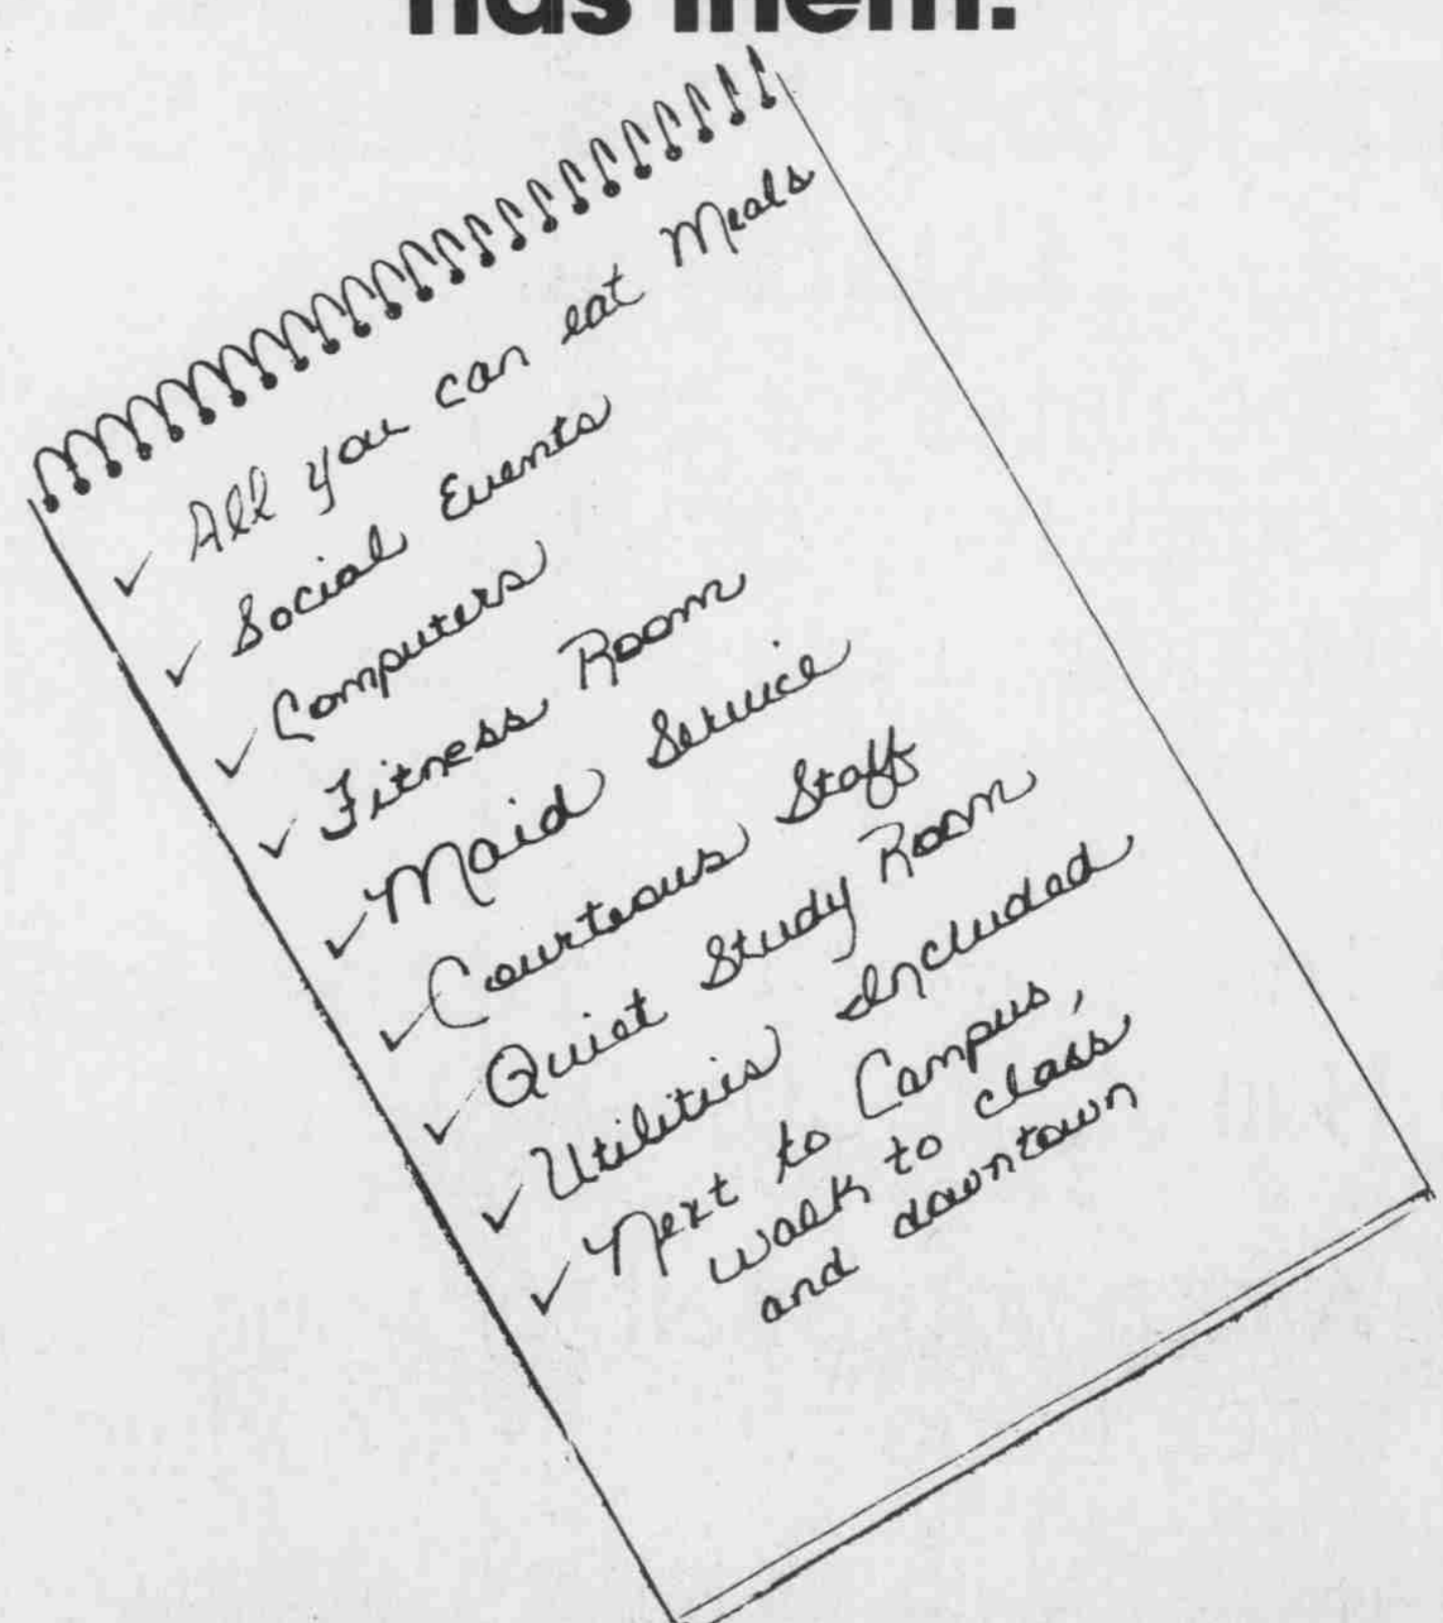 has them.
✓ All you can eat Meals
✓ Social Events
✓ Computers
✓ Fitness Room
✓ Maid Service
✓ Courteous Staff
✓ Quiet Study Room
✓ Utilities Included
✓ Next to Campus,
walk to class
and downtown